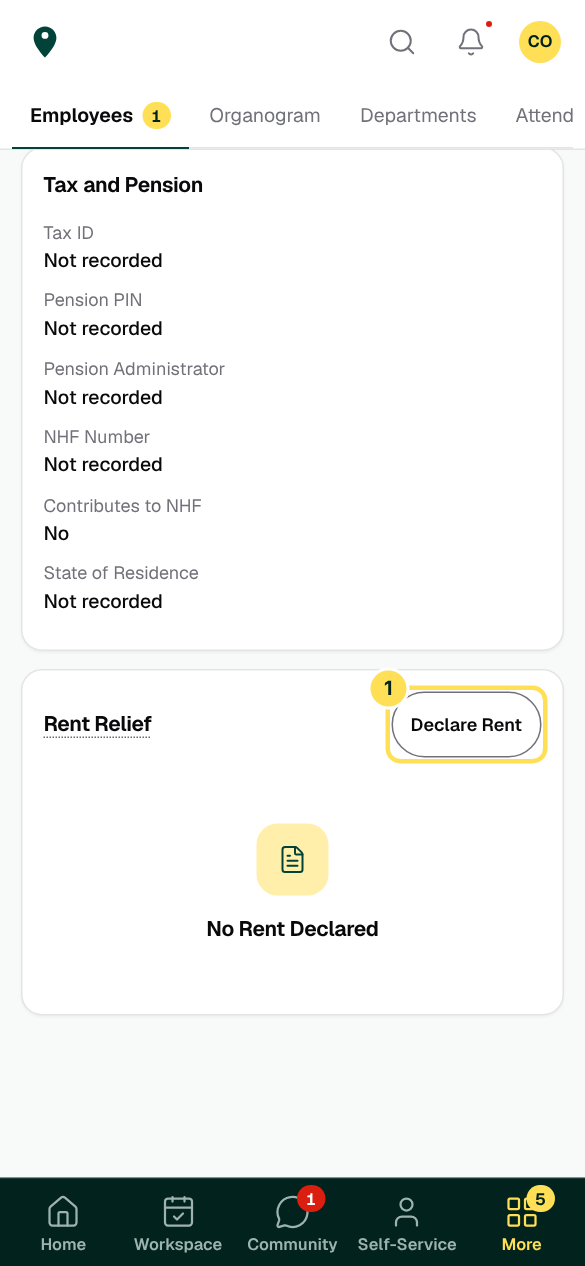 CO
Employees 1 Organogram Departments Attend
Tax and Pension
Tax ID
Not recorded
Pension PIN
Not recorded
Pension Administrator
Not recorded
NHF Number
Not recorded
Contributes to NHF
No
State of Residence
Not recorded
1
Rent Relief
Declare Rent
No Rent Declared
1
5
Home Workspace Community Self-Service More